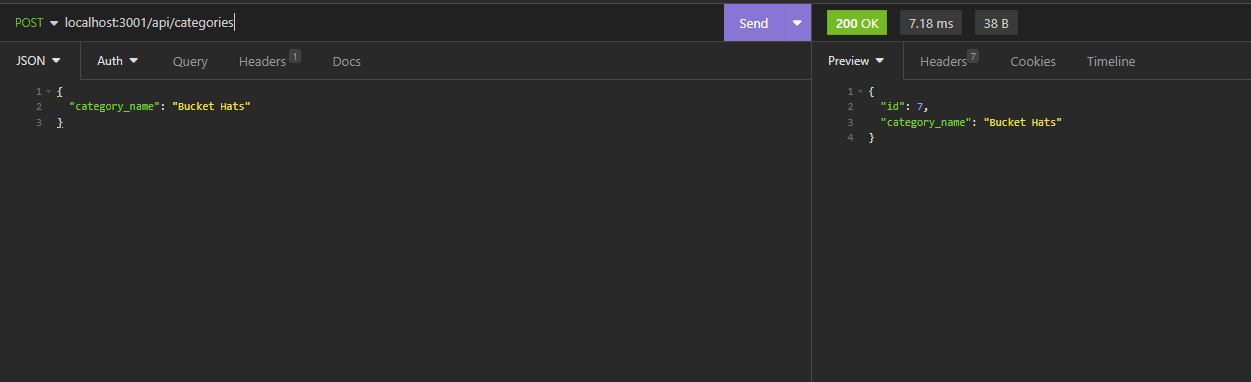 POST localhost:3001/api/categories Send 200 OK 7.18 ms 38 B
JSON Auth Query Headers 1 Docs Preview Headers 7 Cookies Timeline
1 {
2 "category_name": "Bucket Hats"
3 }
1 {
2 "id": 7,
3 "category_name": "Bucket Hats"
4 }